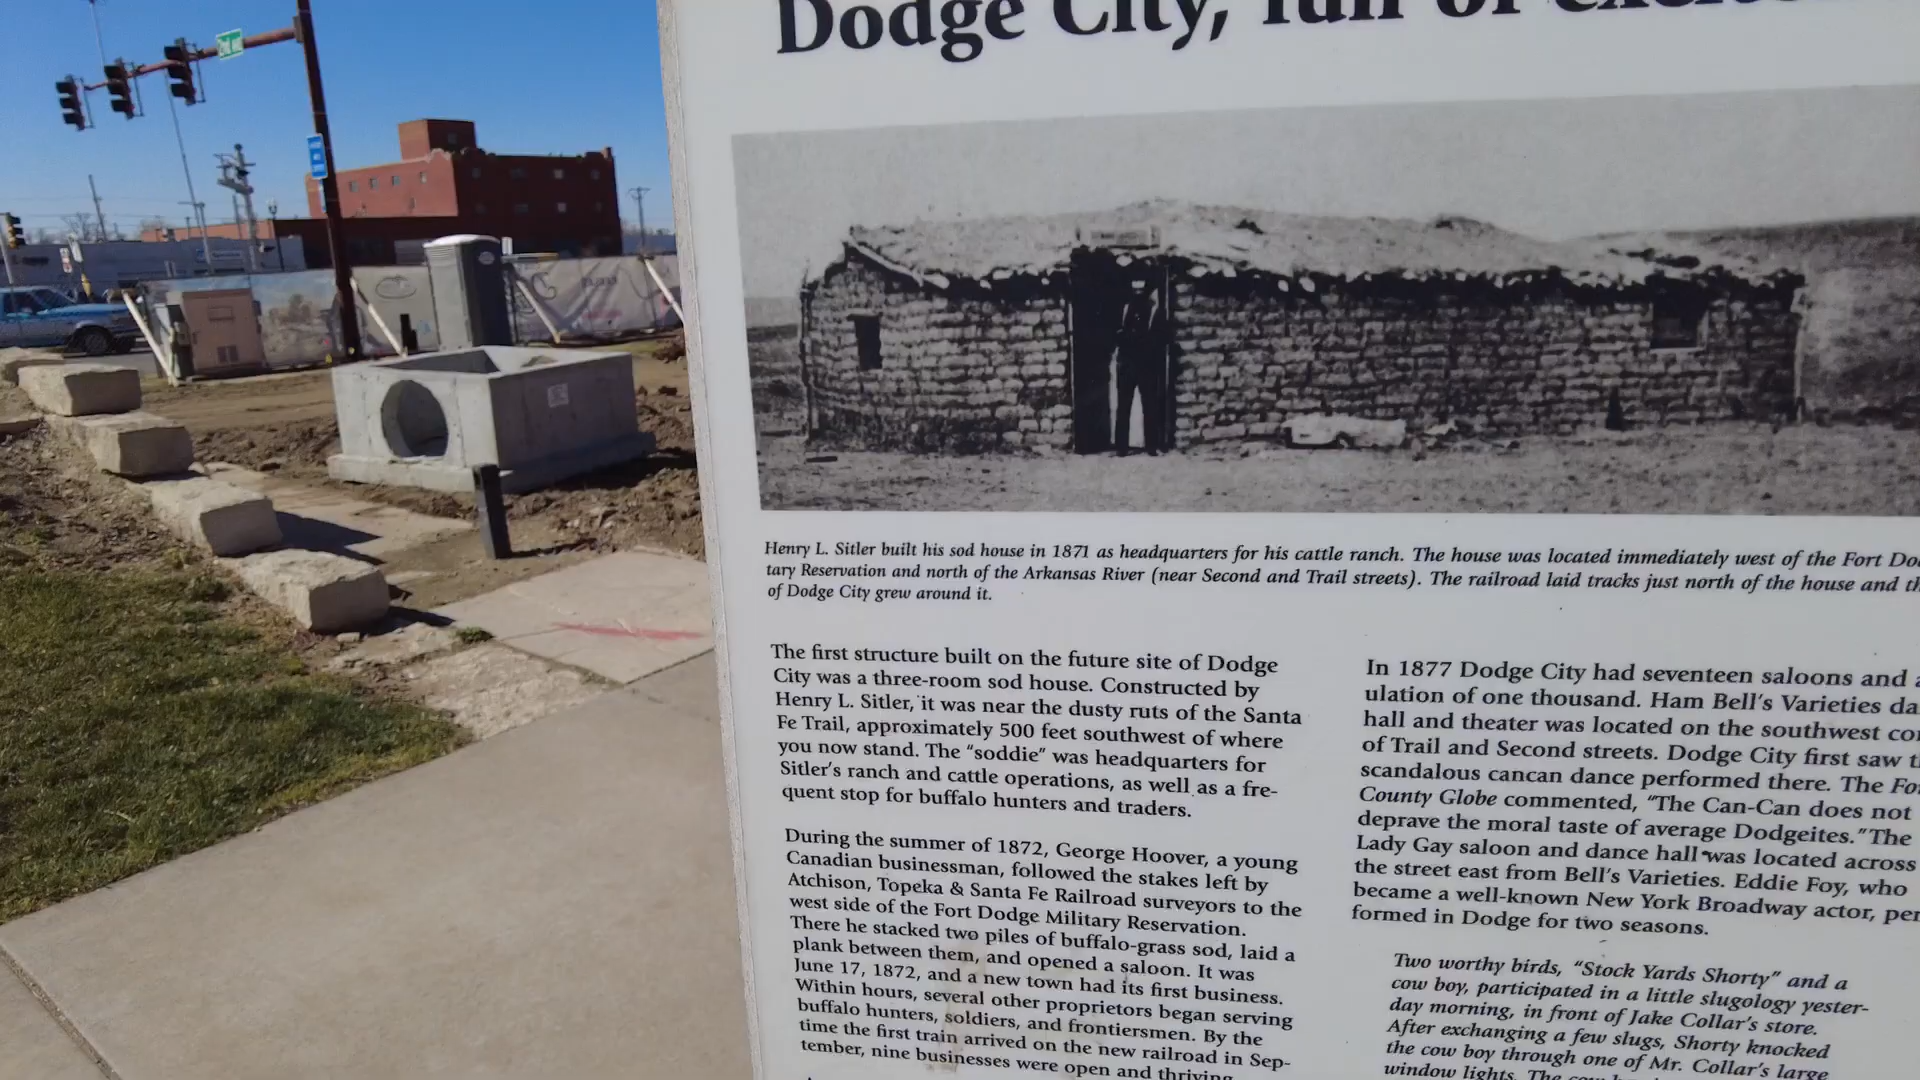 2nd Ave
Dodge City, full of
Henry L. Sitler built his sod house in 1871 as headquarters for his cattle ranch. The house was located immediately west of the Fort Do
tary Reservation and north of the Arkansas River (near Second and Trail streets). The railroad laid tracks just north of the house and th
of Dodge City grew around it.
The first structure built on the future site of Dodge
City was a three-room sod house. Constructed by
Henry L. Sitler, it was near the dusty ruts of the Santa
Fe Trail, approximately 500 feet southwest of where
you now stand. The “soddie” was headquarters for
Sitler’s ranch and cattle operations, as well as a fre-
quent stop for buffalo hunters and traders.
During the summer of 1872, George Hoover, a young
Canadian businessman, followed the stakes left by
Atchison, Topeka & Santa Fe Railroad surveyors to the
west side of the Fort Dodge Military Reservation.
There he stacked two piles of buffalo-grass sod, laid a
plank between them, and opened a saloon. It was
June 17, 1872, and a new town had its first business.
Within hours, several other proprietors began serving
buffalo hunters, soldiers, and frontiersmen. By the
time the first train arrived on the new railroad in Sep-
tember, nine businesses were open and thriving
In 1877 Dodge City had seventeen saloons and a
ulation of one thousand. Ham Bell’s Varieties da
hall and theater was located on the southwest co
of Trail and Second streets. Dodge City first saw t
scandalous cancan dance performed there. The Fo
County Globe commented, “The Can-Can does not
deprave the moral taste of average Dodgeites.” The
Lady Gay saloon and dance hall was located across
the street east from Bell’s Varieties. Eddie Foy, who
became a well-known New York Broadway actor, per
formed in Dodge for two seasons.
Two worthy birds, “Stock Yards Shorty” and a
cow boy, participated in a little slugology yester-
day morning, in front of Jake Collar’s store.
After exchanging a few slugs, Shorty knocked
the cow boy through one of Mr. Collar’s large
window lights. The cow